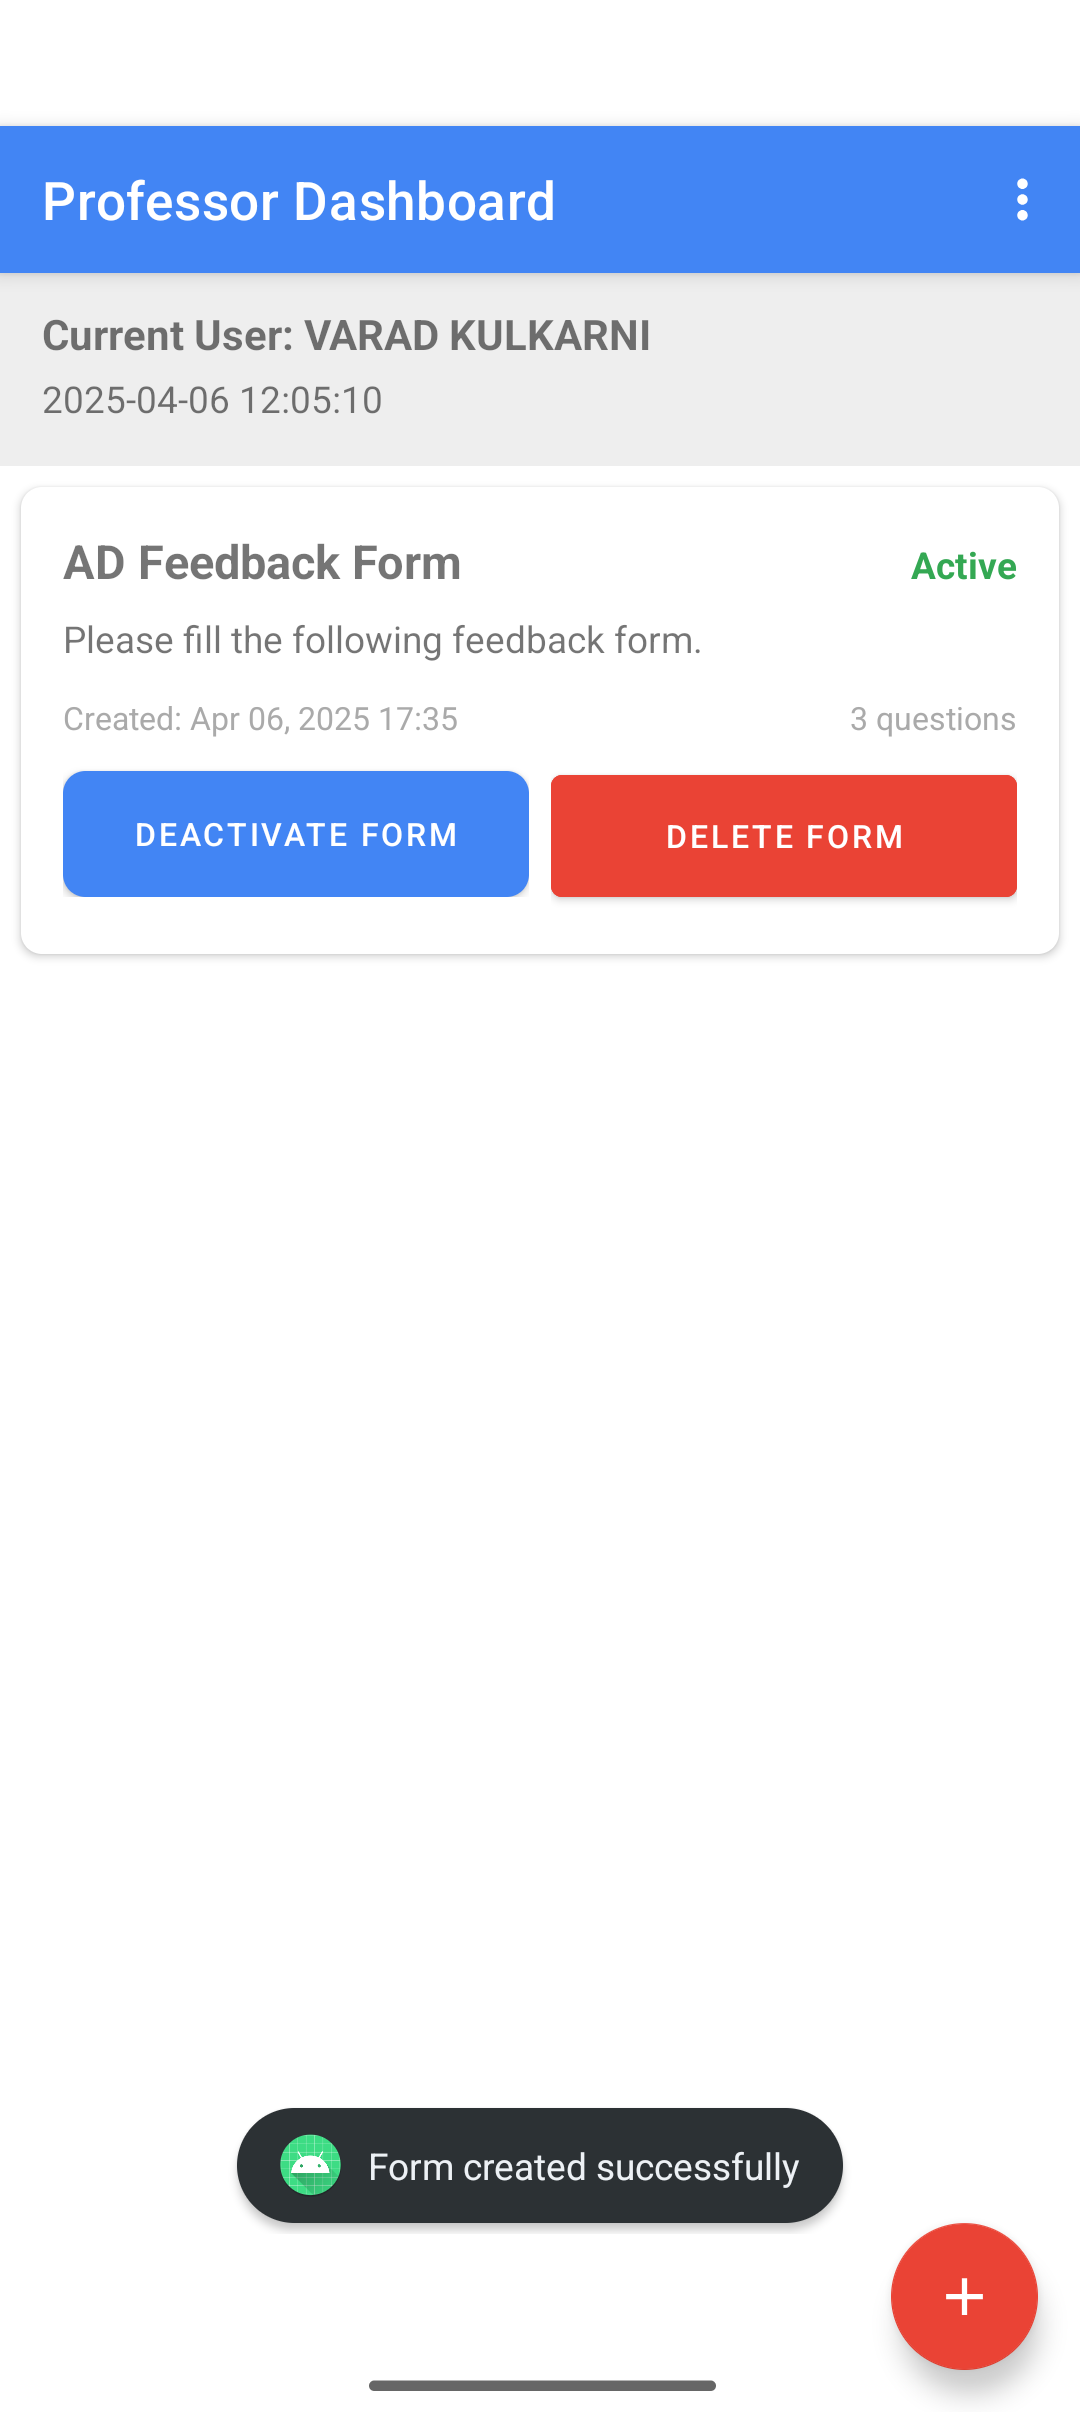 Professor Dashboard
Current User: VARAD KULKARNI
2025-04-06 12:05:10
AD Feedback Form
Active
Please fill the following feedback form.
Created: Apr 06, 2025 17:35
3 questions
DEACTIVATE FORM
DELETE FORM
Form created successfully